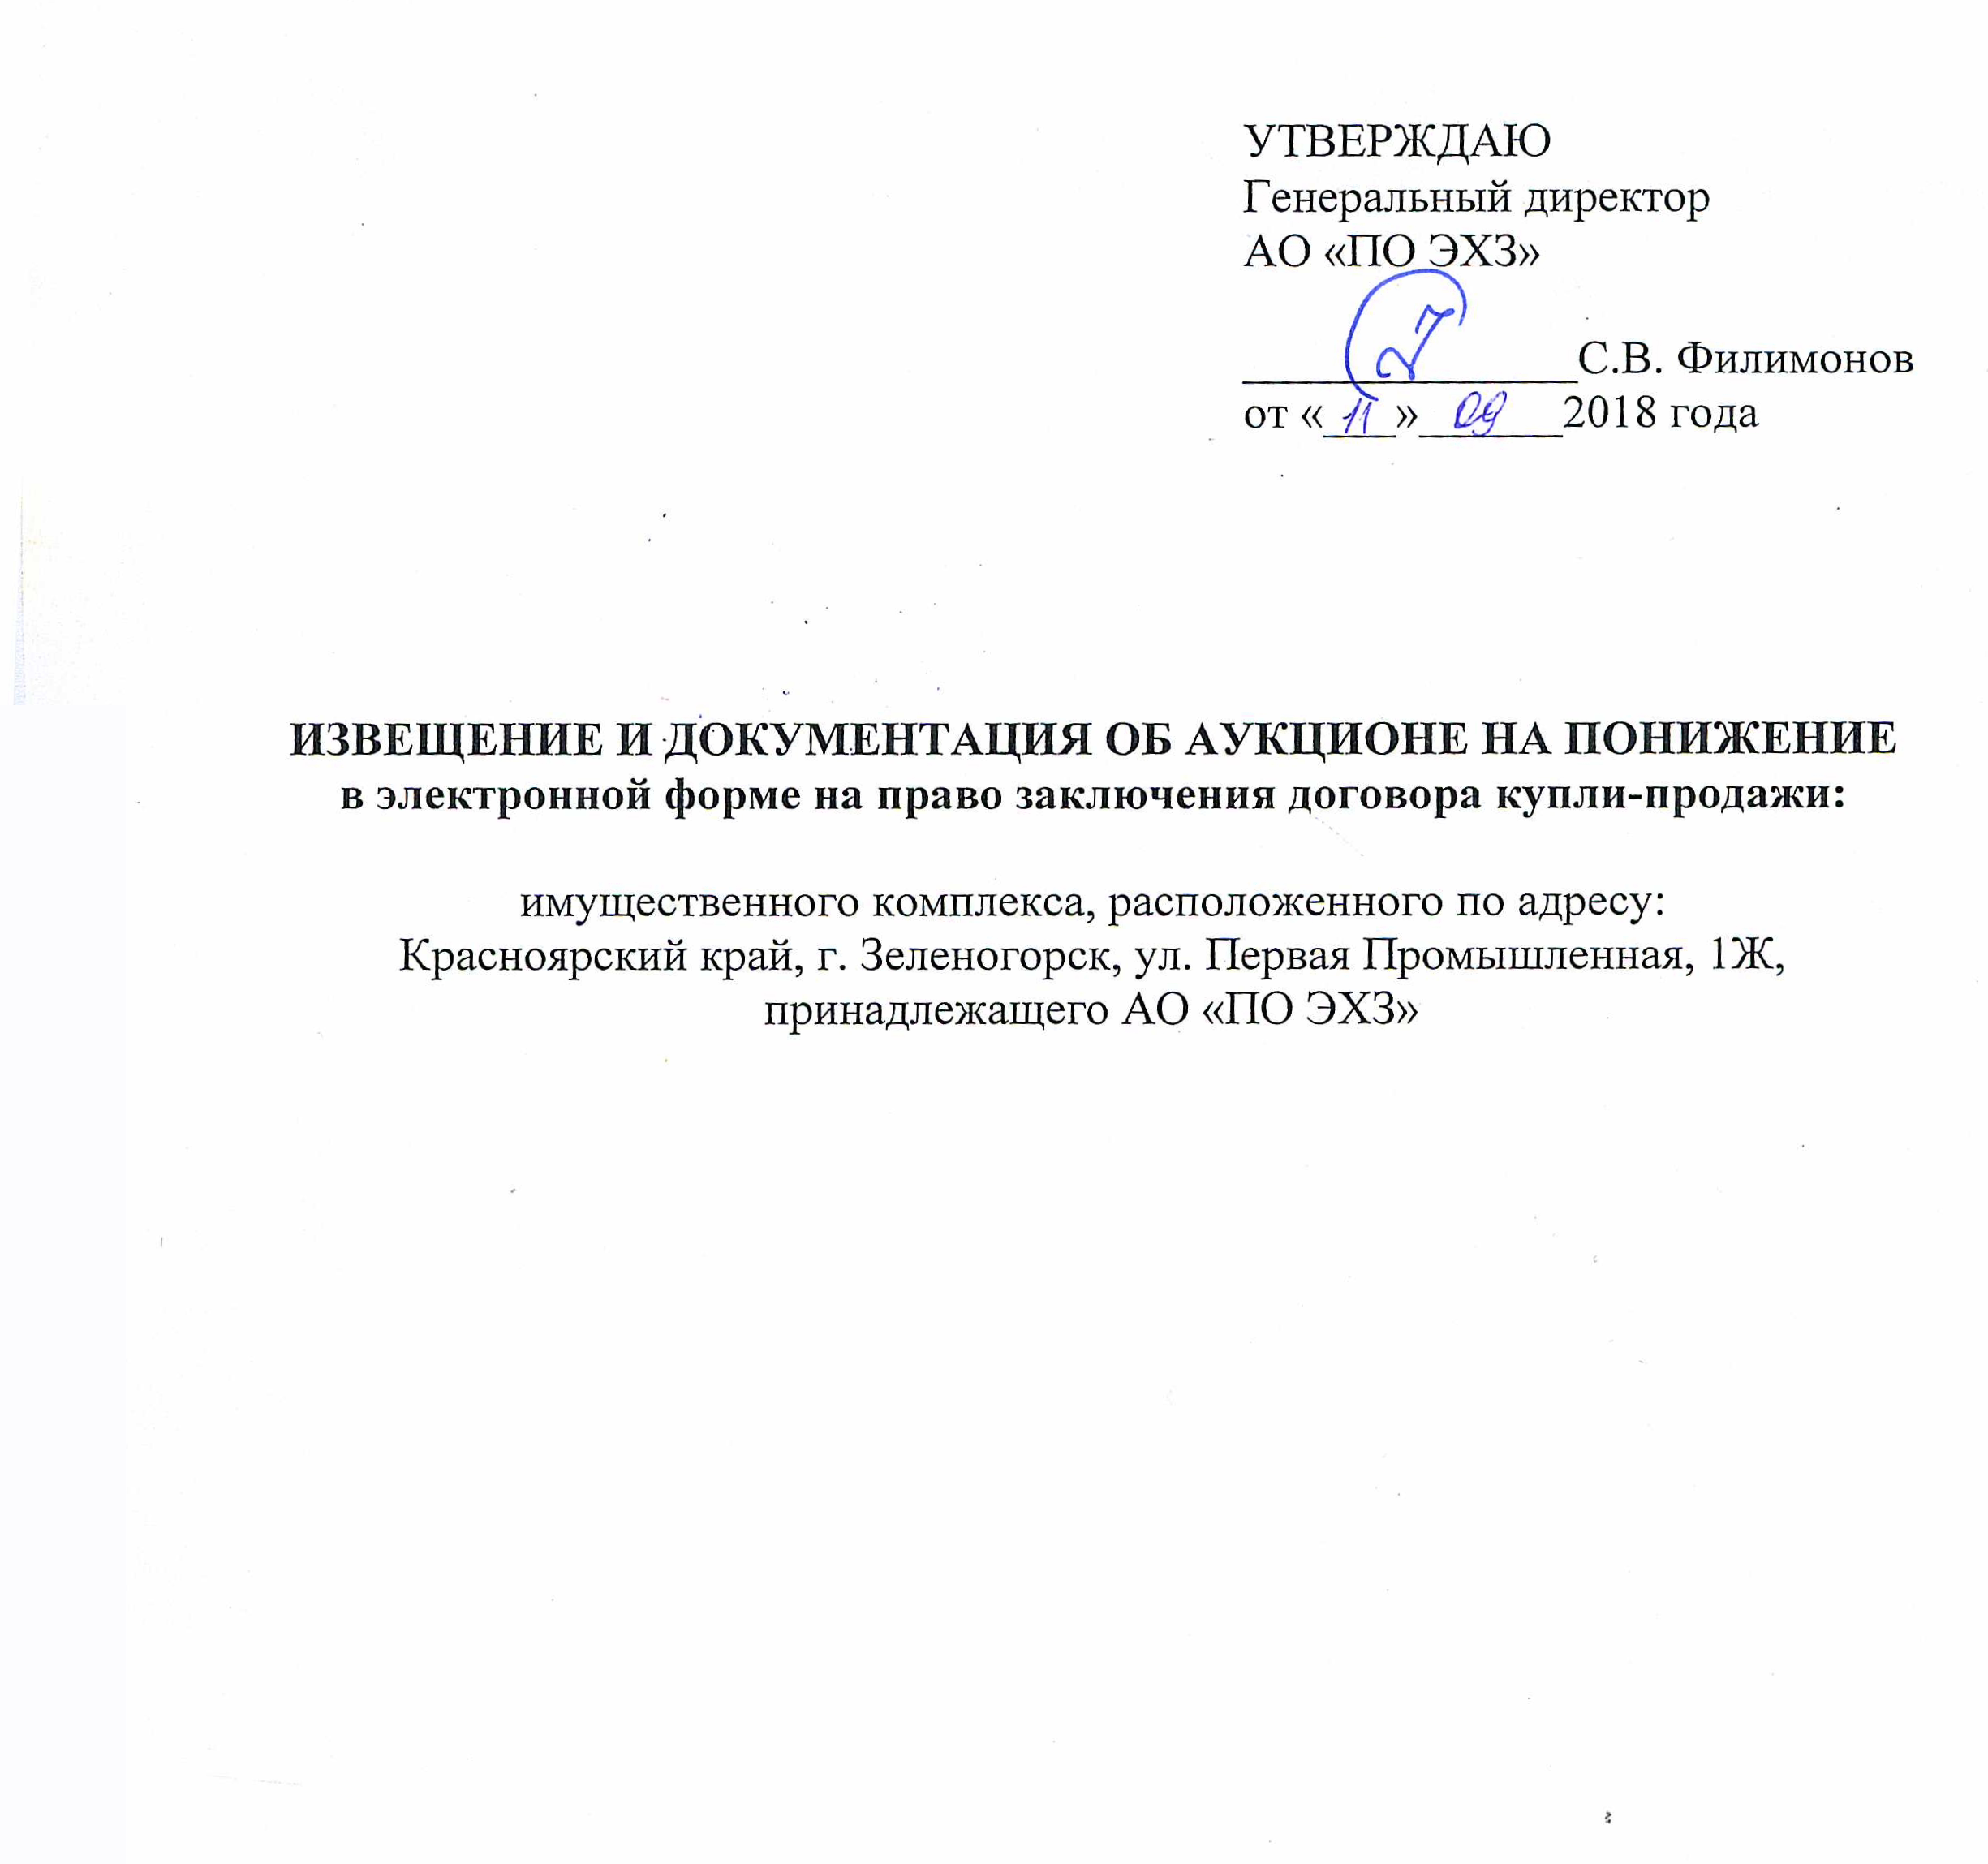 УТВЕРЖДАЮ
Генеральный директор
АО «ПО ЭХЗ»
С.В. Филимонов
от «11» 09 2018 года
ИЗВЕЩЕНИЕ И ДОКУМЕНТАЦИЯ ОБ АУКЦИОНЕ НА ПОНИЖЕНИЕ
в электронной форме на право заключения договора купли-продажи:
имущественного комплекса, расположенного по адресу:
Красноярский край, г. Зеленогорск, ул. Первая Промышленная, 1Ж,
принадлежащего АО «ПО ЭХЗ»